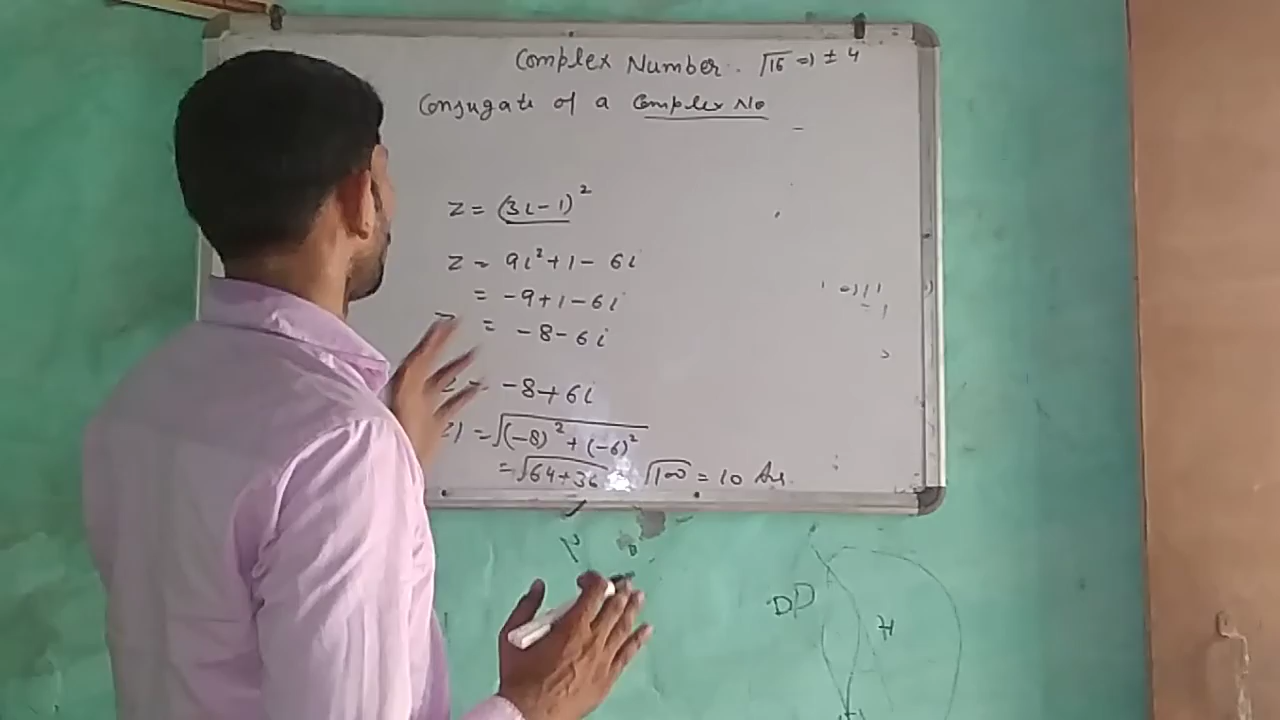 Complex Number. √16 => ± 4
Conjugate of a Complex No
z = (3i-1)²
z = 9i²+1- 6i
= -9+1-6i
= -8-6i
= -8+6i
z| = √(-8)²+(-6)²
= √64+36 = √100 = 10 Ans.
DP